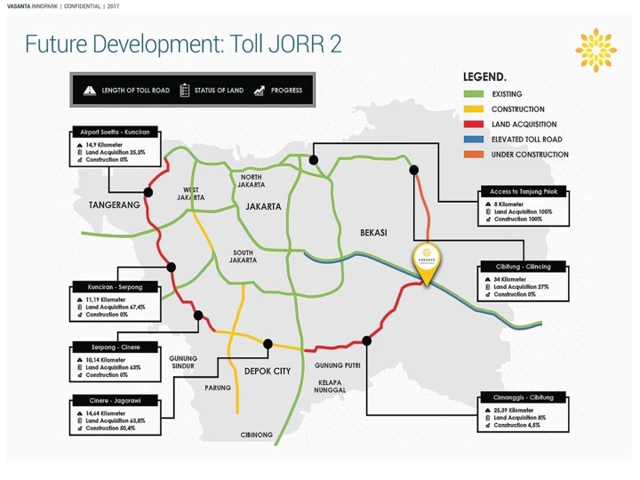 VASANTA INNOPARK | CONFIDENTIAL | 2017
Future Development: Toll JORR 2
LENGTH OF TOLL ROAD
STATUS OF LAND
PROGRESS
LEGEND.
EXISTING
CONSTRUCTION
LAND ACQUISITION
ELEVATED TOLL ROAD
UNDER CONSTRUCTION
Airport Soetta - Kunciran
14,9 Kilometer
Land Acquisition 25,3%
Construction 0%
Access to Tanjung Priok
8 Kilometer
Land Acquisition 100%
Construction 100%
Cibitung - Cilincing
34 Kilometer
Land Acquisition 27%
Construction 0%
Kunciran - Serpong
11,19 Kilometer
Land Acquisition 67,4%
Construction 0%
Serpong - Cinere
10,14 Kilometer
Land Acquisition 63%
Construction 0%
Cinere - Jagorawi
14,64 Kilometer
Land Acquisition 63,8%
Construction 50,4%
Cimanggis - Cibitung
25,39 Kilometer
Land Acquisition 8%
Construction 4,5%
TANGERANG
WEST
JAKARTA
NORTH
JAKARTA
JAKARTA
BEKASI
SOUTH
JAKARTA
VASANTA
GUNUNG
SINDUR
PARUNG
DEPOK CITY
GUNUNG PUTRI
KELAPA
NUNGGAL
CIBINONG